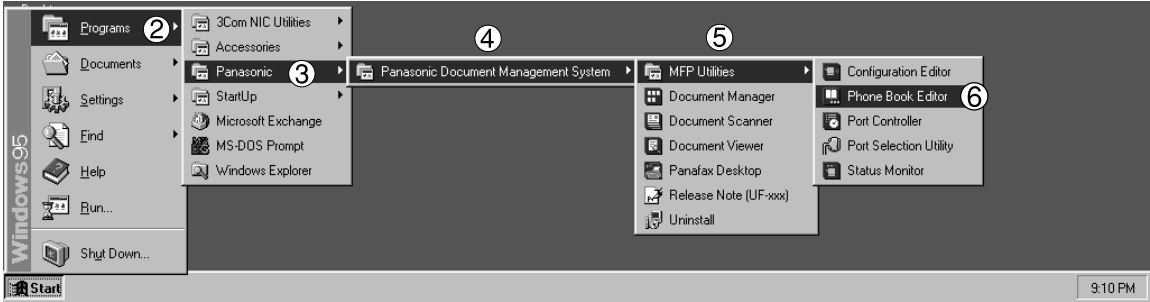 Programs ②
Documents
Settings
Find
Help
Run...
Shut Down...
Windows95
3Com NIC Utilities
Accessories
Panasonic ③
StartUp
Microsoft Exchange
MS-DOS Prompt
Windows Explorer
④
Panasonic Document Management System
⑤
MFP Utilities
Document Manager
Document Scanner
Document Viewer
Panafax Desktop
Release Note (UF-xxx)
Uninstall
Configuration Editor
Phone Book Editor ⑥
Port Controller
Port Selection Utility
Status Monitor
Start
9:10 PM